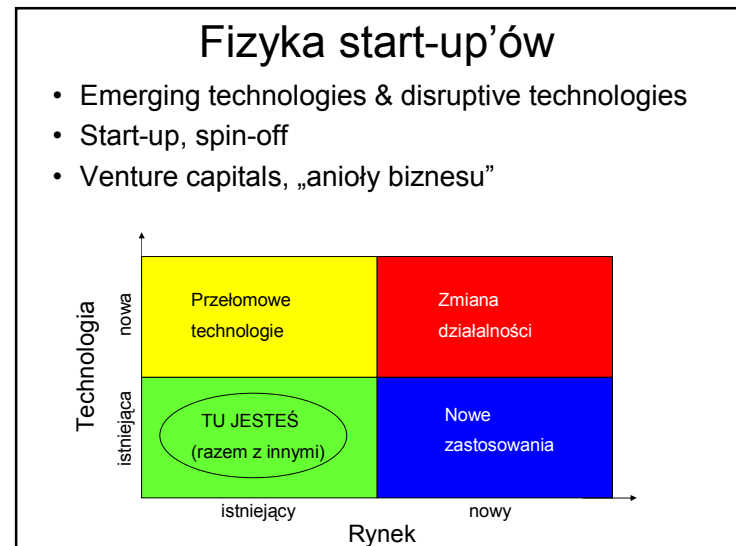 Fizyka start-up’ów
• Emerging technologies & disruptive technologies
• Start-up, spin-off
• Venture capitals, „anioły biznesu”
Technologia
nowa
istniejąca
Przełomowe
technologie
Zmiana
działalności
TU JESTEŚ
(razem z innymi)
Nowe
zastosowania
istniejący
nowy
Rynek